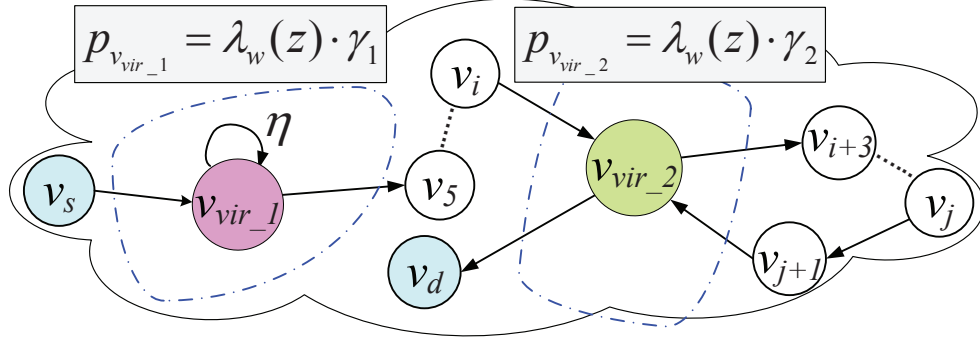 p_{v_{vir_1}} = λ_w(z)·γ_1
p_{v_{vir_2}} = λ_w(z)·γ_2
v_i
η
v_{i+3}
v_s
v_{vir_1}
v_5
v_{vir_2}
v_j
v_d
v_{j+1}